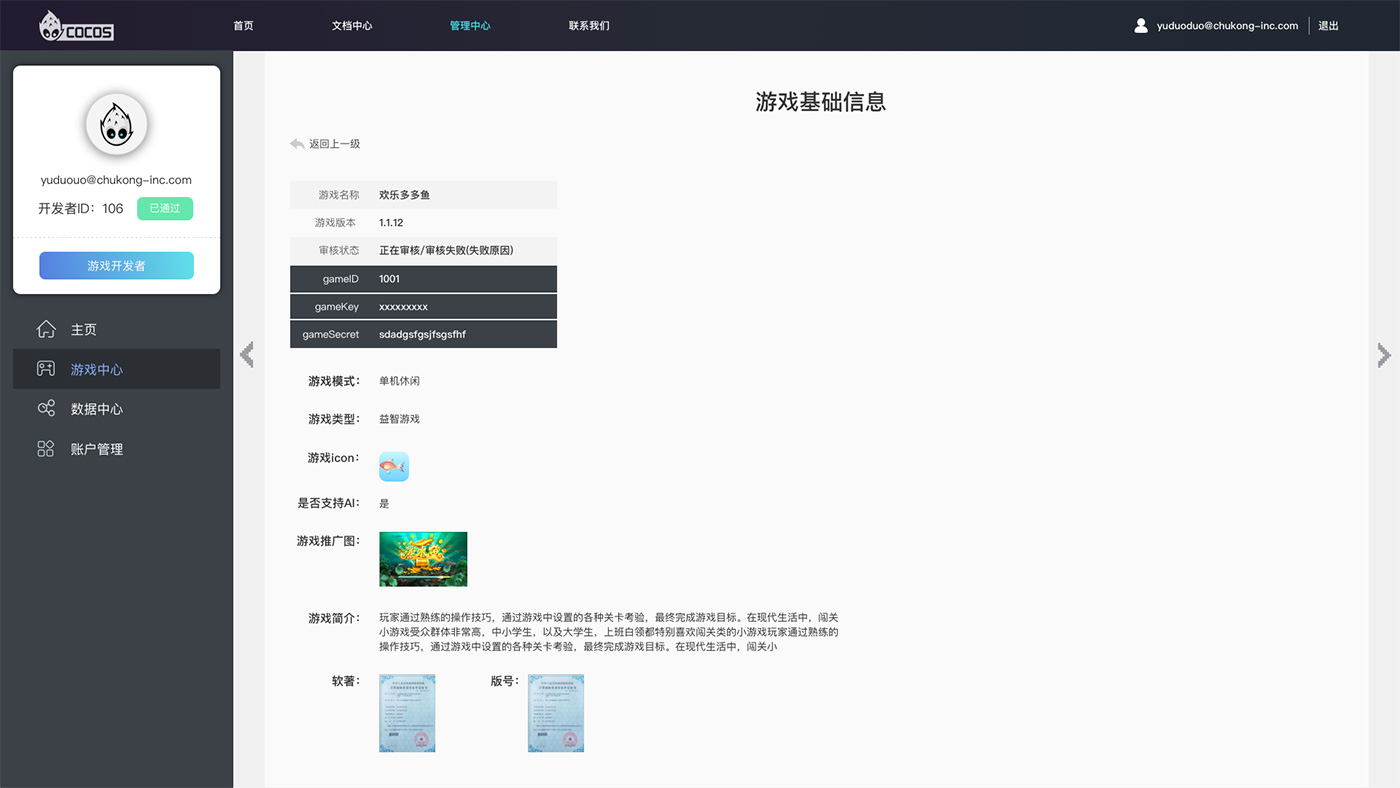 COCOS
首页
文档中心
管理中心
联系我们
yuduoduo@chukong-inc.com
退出
yuduouo@chukong-inc.com
开发者ID：106
已通过
游戏开发者
主页
游戏中心
数据中心
账户管理
游戏基础信息
返回上一级
游戏名称 欢乐多多鱼
游戏版本 1.1.12
审核状态 正在审核/审核失败(失败原因)
gameID 1001
gameKey xxxxxxxxx
gameSecret sdadgsfgsjfsgsfhf
游戏模式： 单机休闲
游戏类型： 益智游戏
游戏icon：
是否支持AI： 是
游戏推广图：
游戏简介： 玩家通过熟练的操作技巧，通过游戏中设置的各种关卡考验，最终完成游戏目标。在现代生活中，闯关
小游戏受众群体非常高，中小学生，以及大学生，上班白领都特别喜欢闯关类的小游戏玩家通过熟练的
操作技巧，通过游戏中设置的各种关卡考验，最终完成游戏目标。在现代生活中，闯关小
软著： 版号：